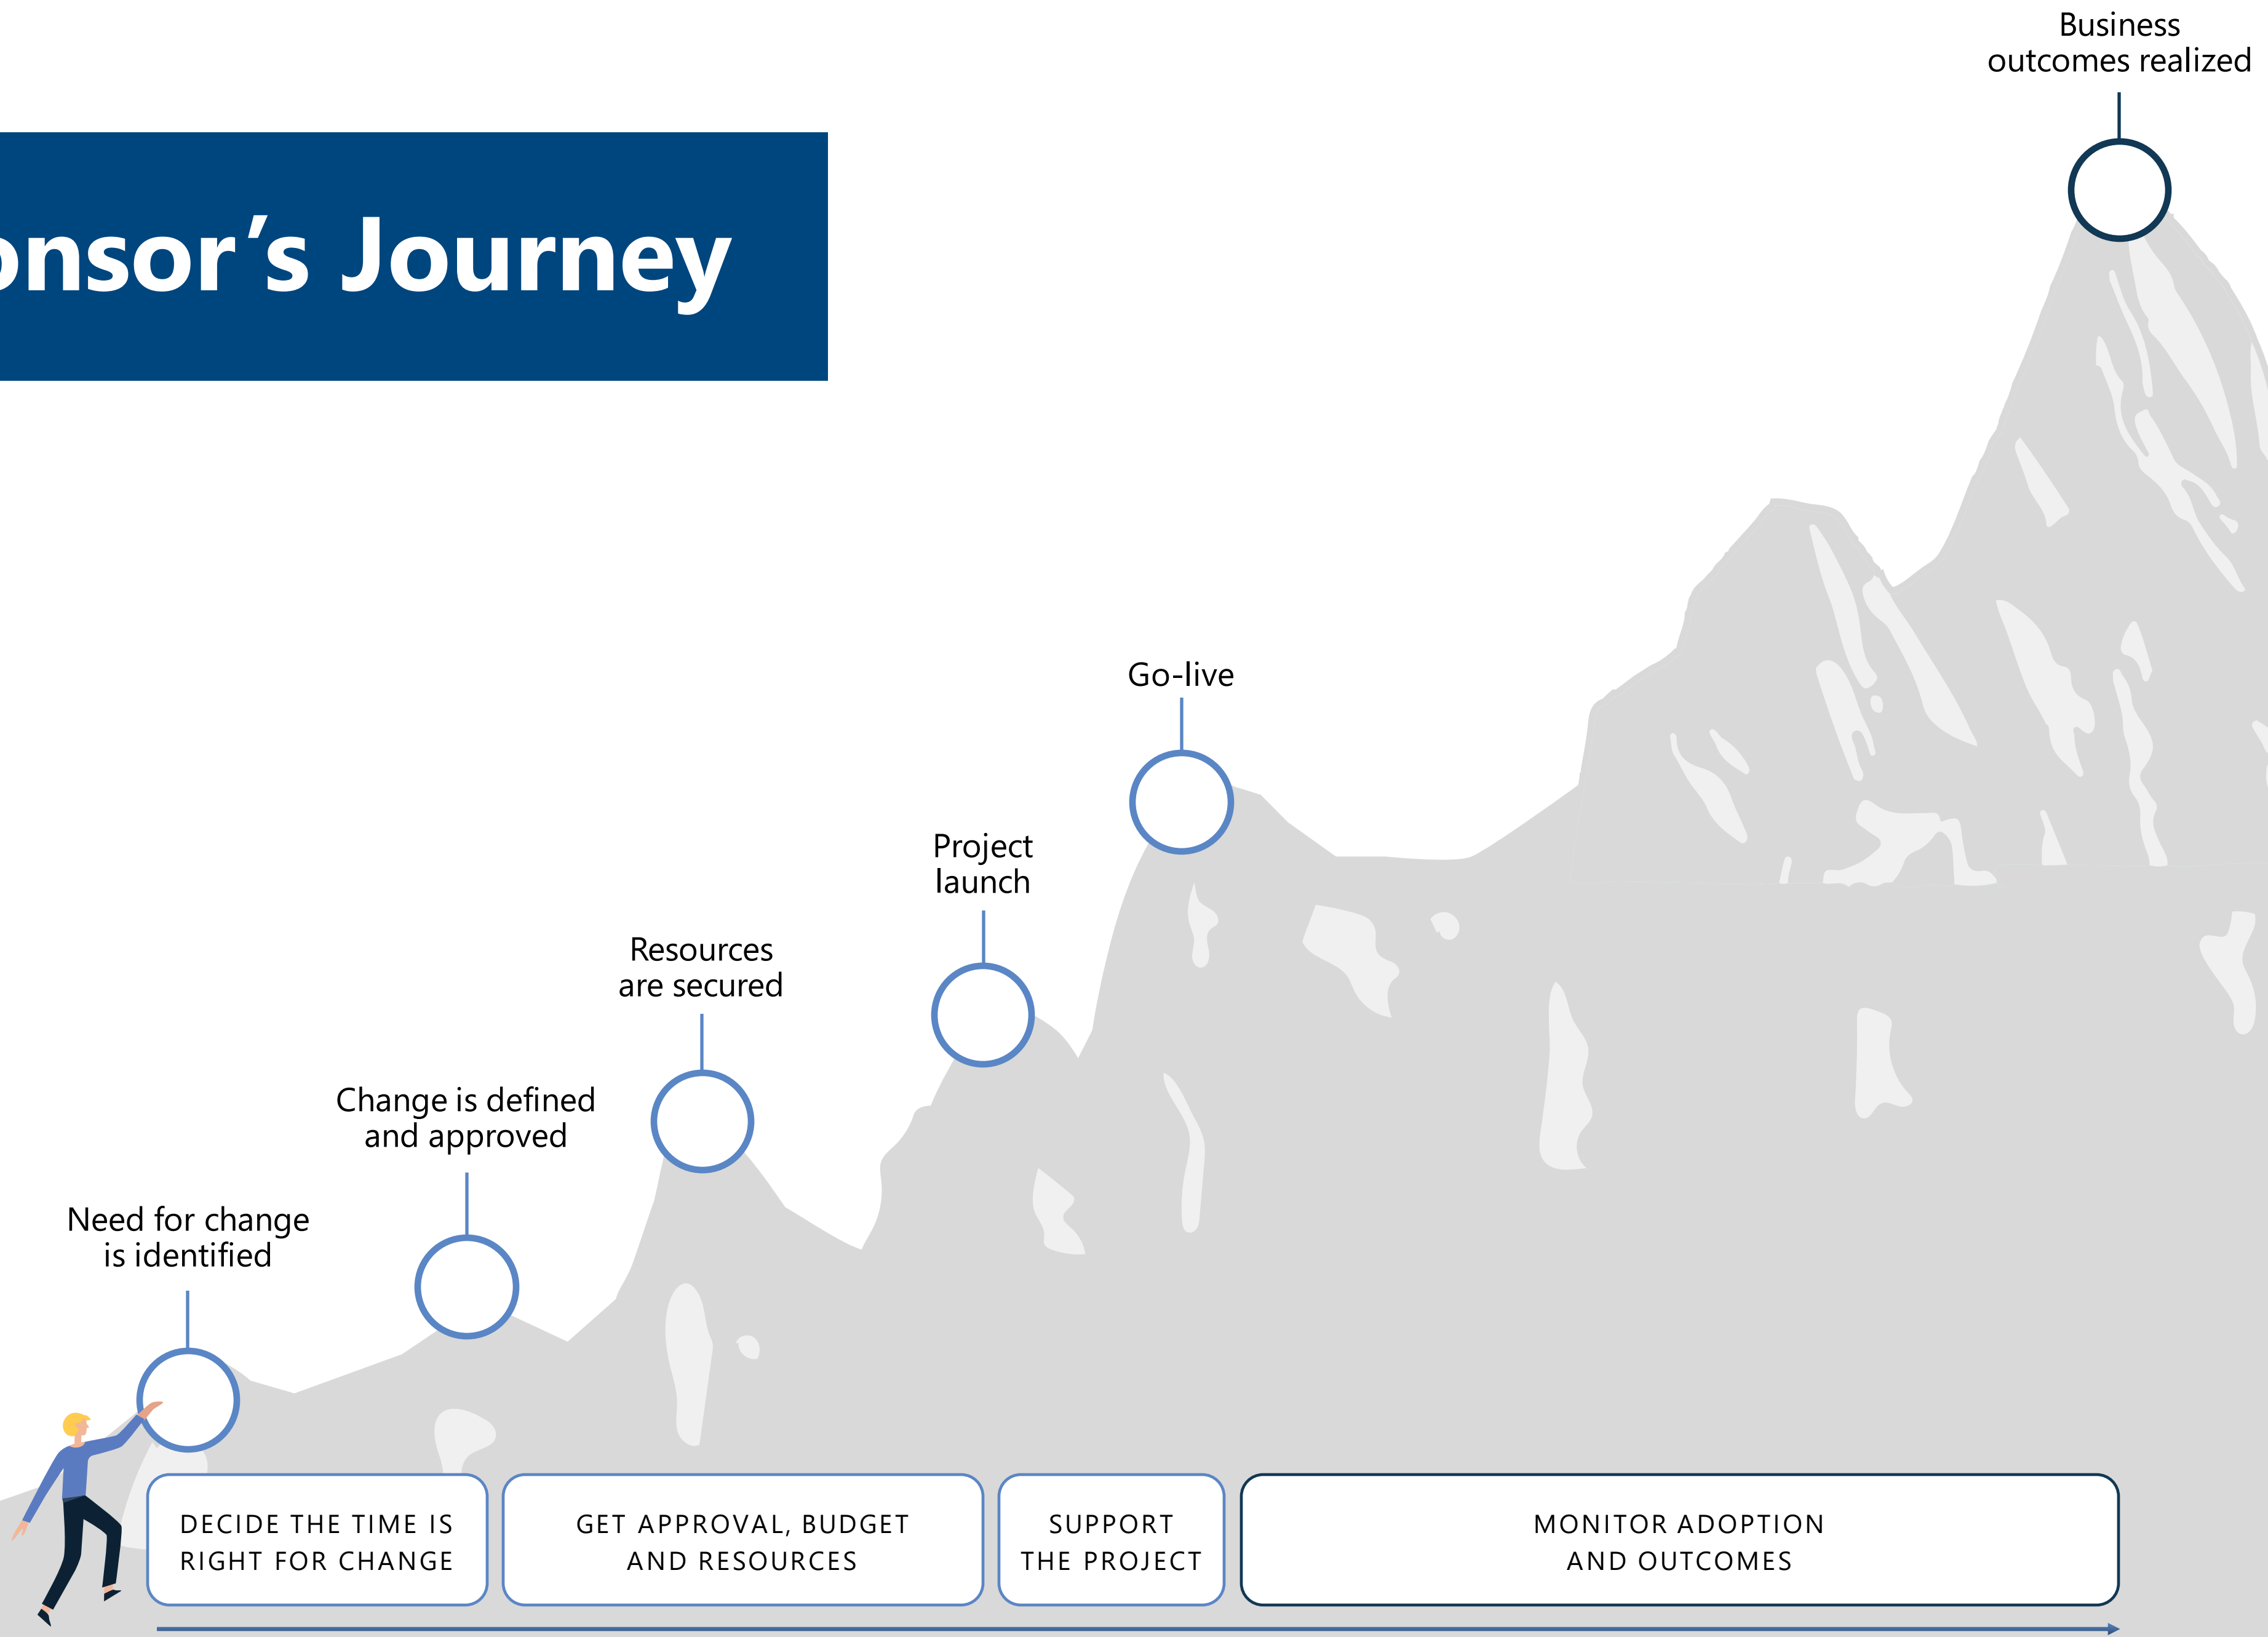 onsor's Journey
Business
outcomes realized
Go-live
Project
launch
Resources
are secured
Change is defined
and approved
Need for change
is identified
DECIDE THE TIME IS
RIGHT FOR CHANGE
GET APPROVAL, BUDGET
AND RESOURCES
SUPPORT
THE PROJECT
MONITOR ADOPTION
AND OUTCOMES